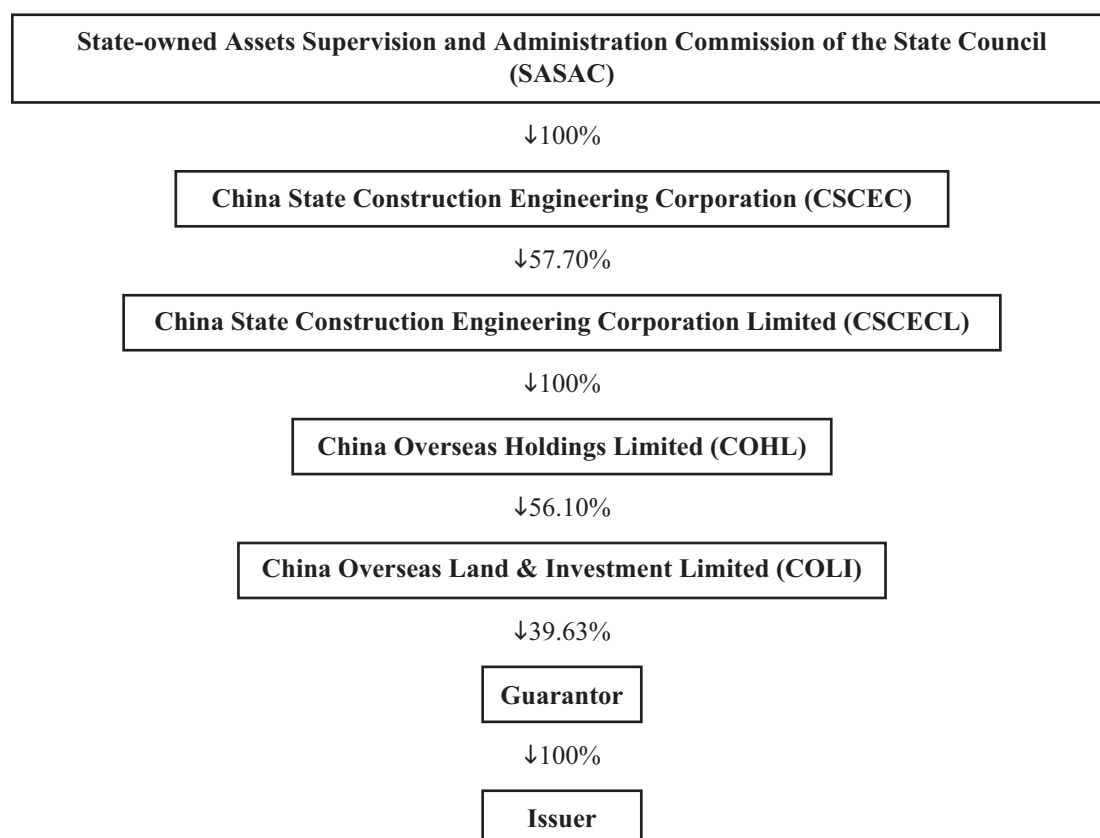 State-owned Assets Supervision and Administration Commission of the State Council
(SASAC)
↓100%
China State Construction Engineering Corporation (CSCEC)
↓57.70%
China State Construction Engineering Corporation Limited (CSCECL)
↓100%
China Overseas Holdings Limited (COHL)
↓56.10%
China Overseas Land & Investment Limited (COLI)
↓39.63%
Guarantor
↓100%
Issuer